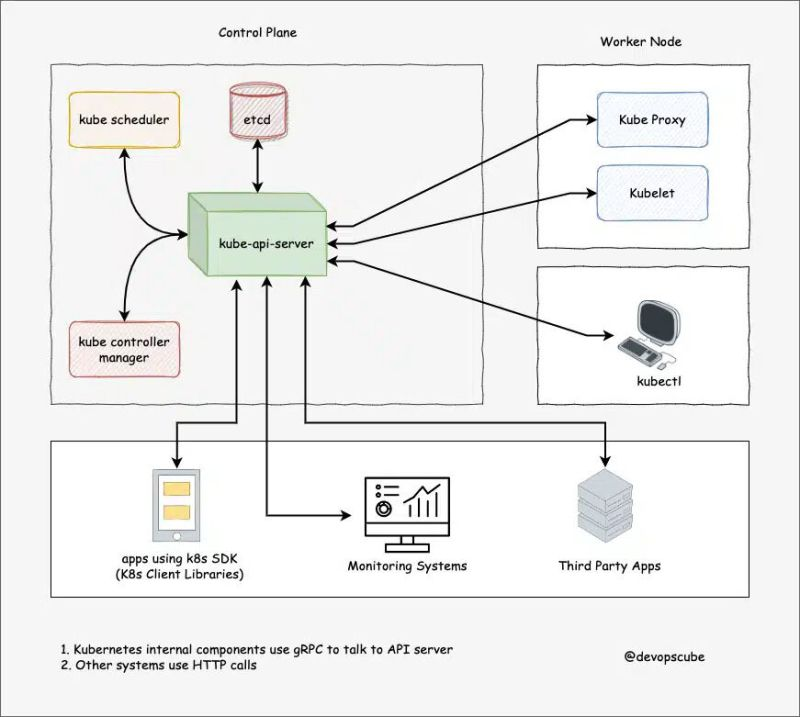 Control Plane
Worker Node
kube scheduler
etcd
Kube Proxy
Kubelet
kube-api-server
kube controller
manager
kubectl
apps using k8s SDK
(K8s Client Libraries)
Monitoring Systems
Third Party Apps
1. Kubernetes internal components use gRPC to talk to API server
2. Other systems use HTTP calls
@devopscube